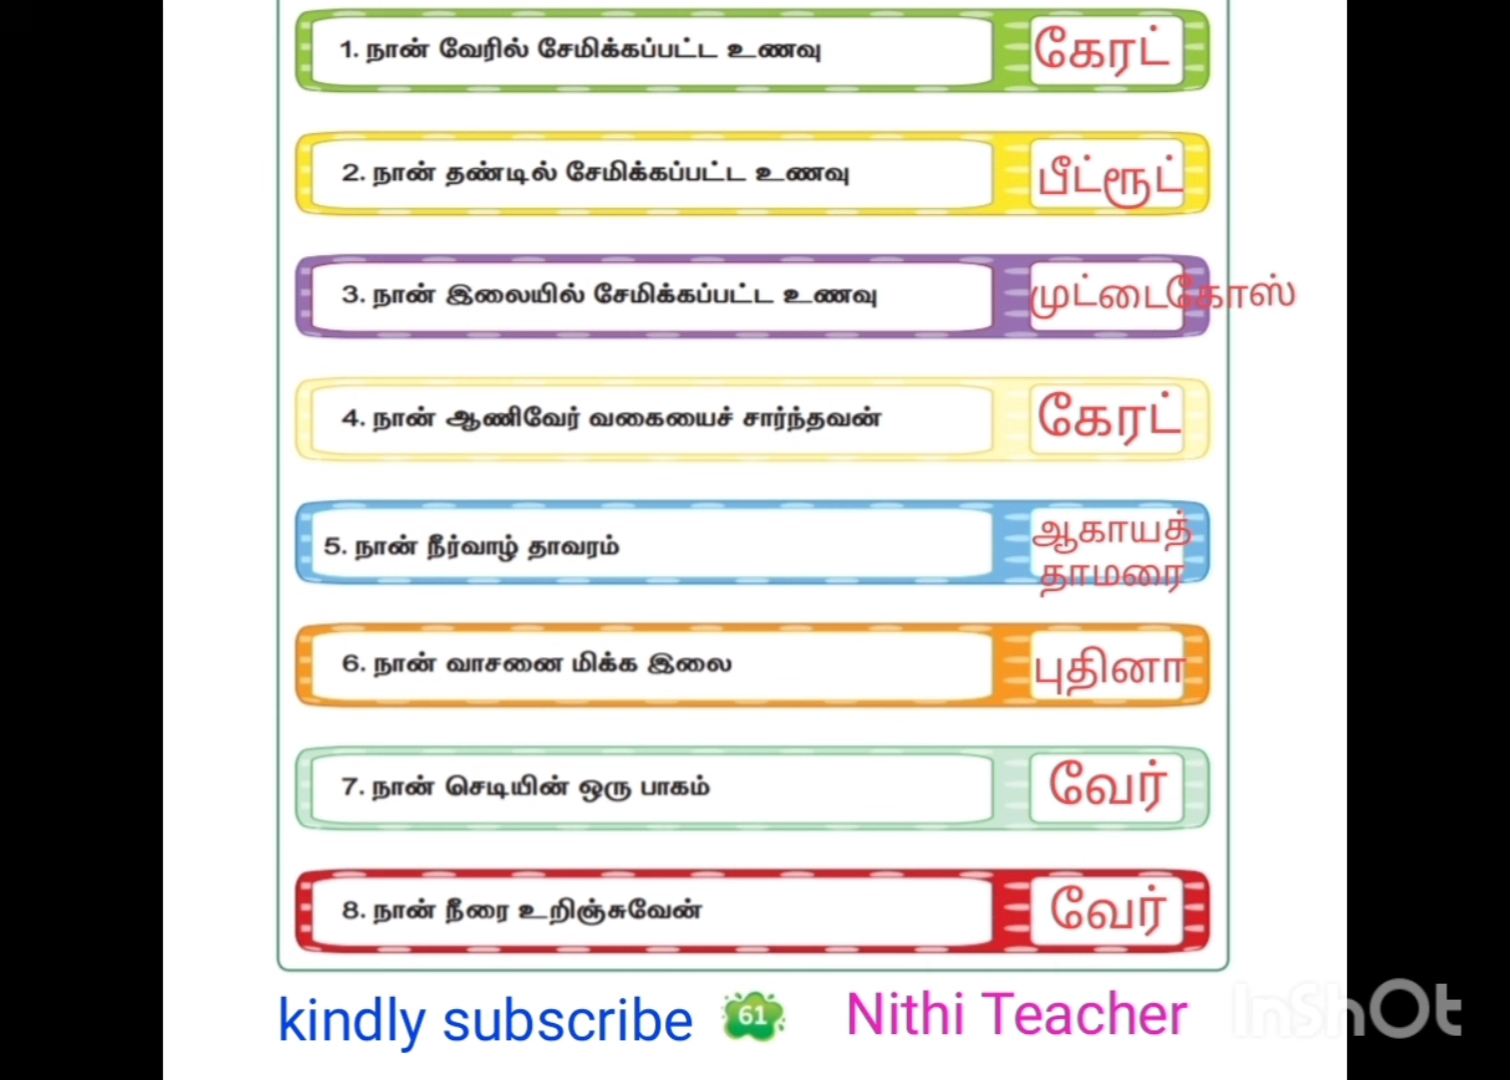 1. நான் வேரில் சேமிக்கப்பட்ட உணவு கேரட்
2. நான் தண்டில் சேமிக்கப்பட்ட உணவு பீட்ரூட்
3. நான் இலையில் சேமிக்கப்பட்ட உணவு முட்டைகோஸ்
4. நான் ஆணிவேர் வகையைச் சார்ந்தவன் கேரட்
5. நான் நீர்வாழ் தாவரம் ஆகாயத்
தாமரை
6. நான் வாசனை மிக்க இலை புதினா
7. நான் செடியின் ஒரு பாகம் வேர்
8. நான் நீரை உறிஞ்சுவேன் வேர்
kindly subscribe 61 Nithi Teacher InShOt